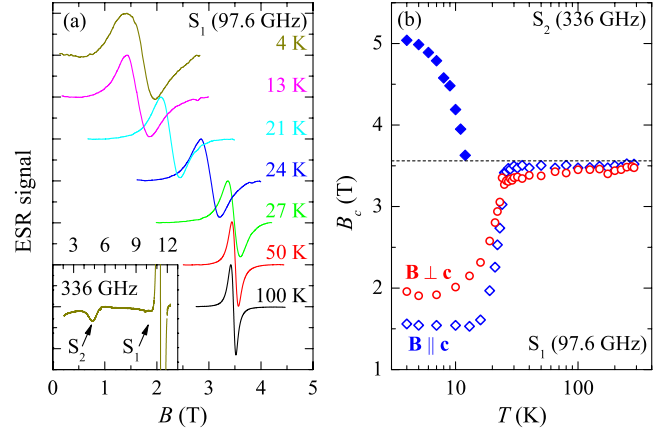 (a) S₁ (97.6 GHz)
4 K
13 K
21 K
24 K
27 K
50 K
100 K
ESR signal
3 6 9 12
336 GHz
S₂ S₁
0 1 2 3 4 5
B (T)
(b) S₂ (336 GHz)
5
4
3
2
1
B_c (T)
B ⊥ c
B || c
S₁ (97.6 GHz)
10 100
T (K)